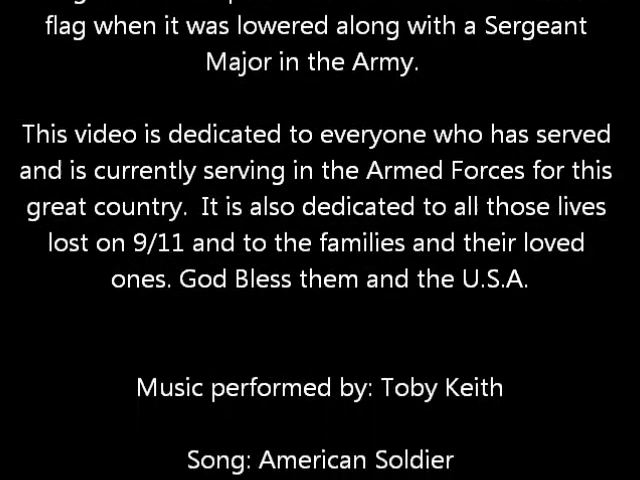 flag when it was lowered along with a Sergeant
Major in the Army.
This video is dedicated to everyone who has served
and is currently serving in the Armed Forces for this
great country.  It is also dedicated to all those lives
lost on 9/11 and to the families and their loved
ones. God Bless them and the U.S.A.
Music performed by: Toby Keith
Song: American Soldier